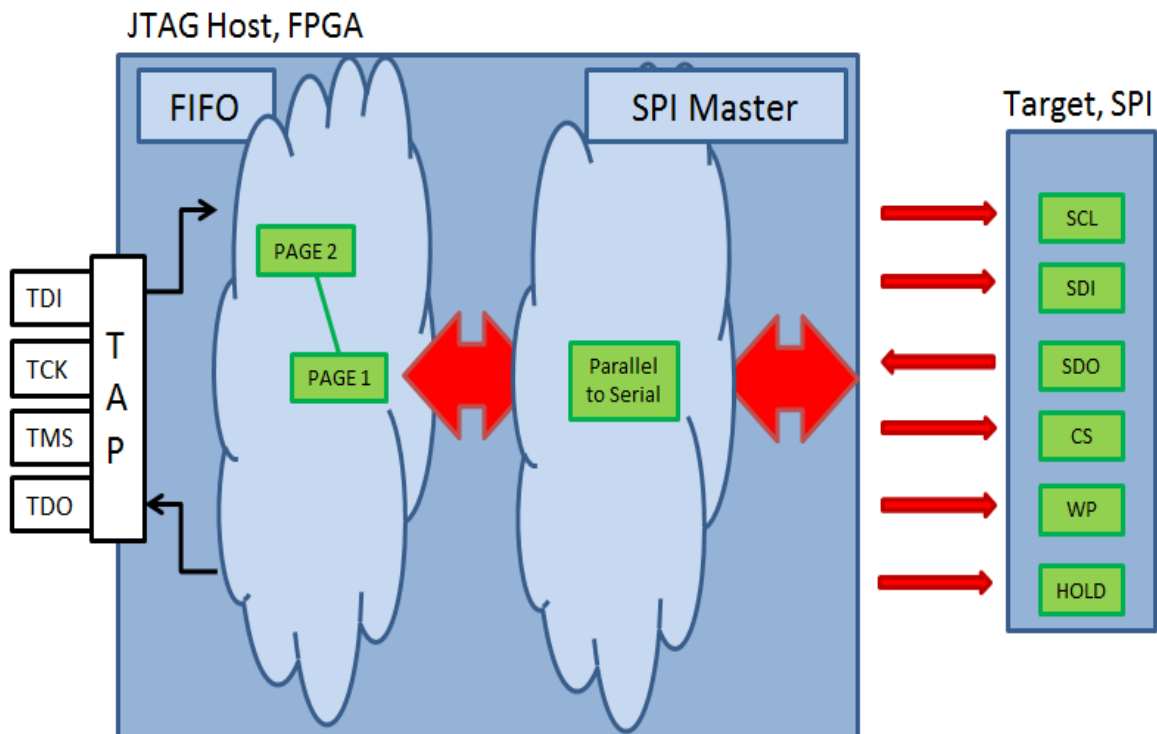 JTAG Host, FPGA
FIFO
SPI Master
Target, SPI
PAGE 2
PAGE 1
Parallel
to Serial
TDI
TCK
TMS
TDO
T
A
P
SCL
SDI
SDO
CS
WP
HOLD